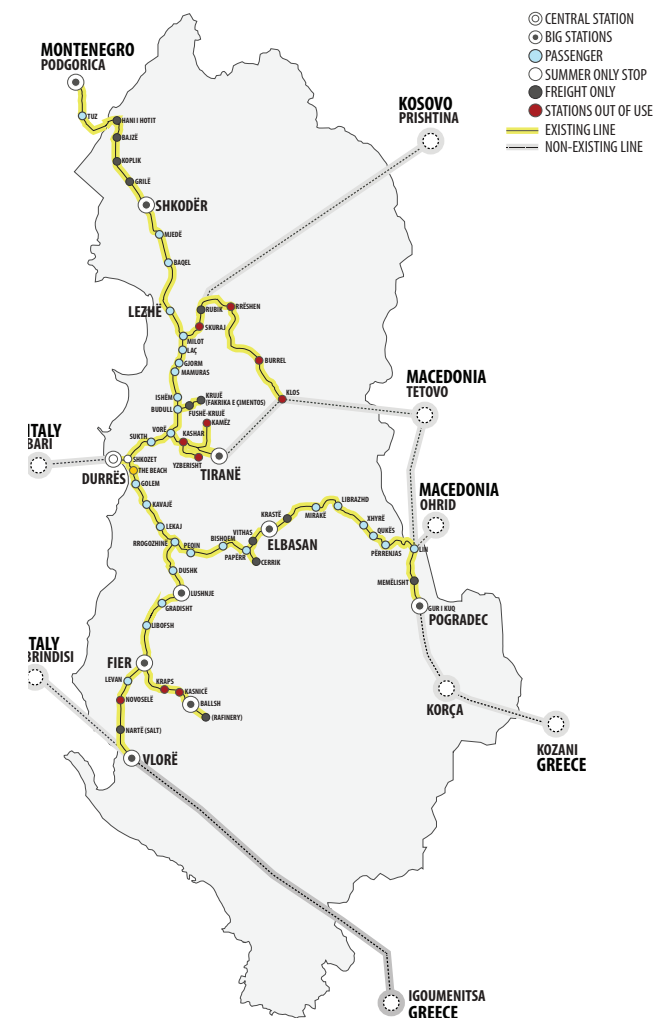 CENTRAL STATION
BIG STATIONS
PASSENGER
SUMMER ONLY STOP
FREIGHT ONLY
STATIONS OUT OF USE
EXISTING LINE
NON-EXISTING LINE
MONTENEGRO
PODGORICA
TUZ
HANI I HOTIT
BAJZË
KOPLIK
GRILË
SHKODËR
MJEDË
BAQEL
KOSOVO
PRISHTINA
LEZHË
RUBIK
RRËSHEN
SKURAJ
MILOT
LAÇ
GJORM
MAMURAS
BURREL
KLOS
MACEDONIA
TETOVO
ISHËM
BUDULL
KRUJË
(FAKRIKA E ÇIMENTOS)
FUSHË-KRUJË
KAMËZ
VORË
KASHAR
SUKTH
YZBERISHT
TIRANË
ITALY
BARI
SHKOZET
DURRËS
THE BEACH
GOLEM
KAVAJË
LEKAJ
RROGOZHINË
PEQIN
BISHQEM
PAPËRR
VITHAS
KRASTË
ELBASAN
CERRIK
MIRAKË
LIBRAZHD
XHYRË
QUKËS
PËRRENJAS
LIN
MACEDONIA
OHRID
MEMËLISHT
GUR I KUQ
POGRADEC
DUSHK
LUSHNJE
GRADISHT
LIBOFSH
ITALY
BRINDISI
FIER
LEVAN
KRAPS
KASNICË
BALLSH
(RAFINERY)
NOVOSELË
NARTË (SALT)
VLORË
KORÇA
KOZANI
GREECE
IGOUMENITSA
GREECE